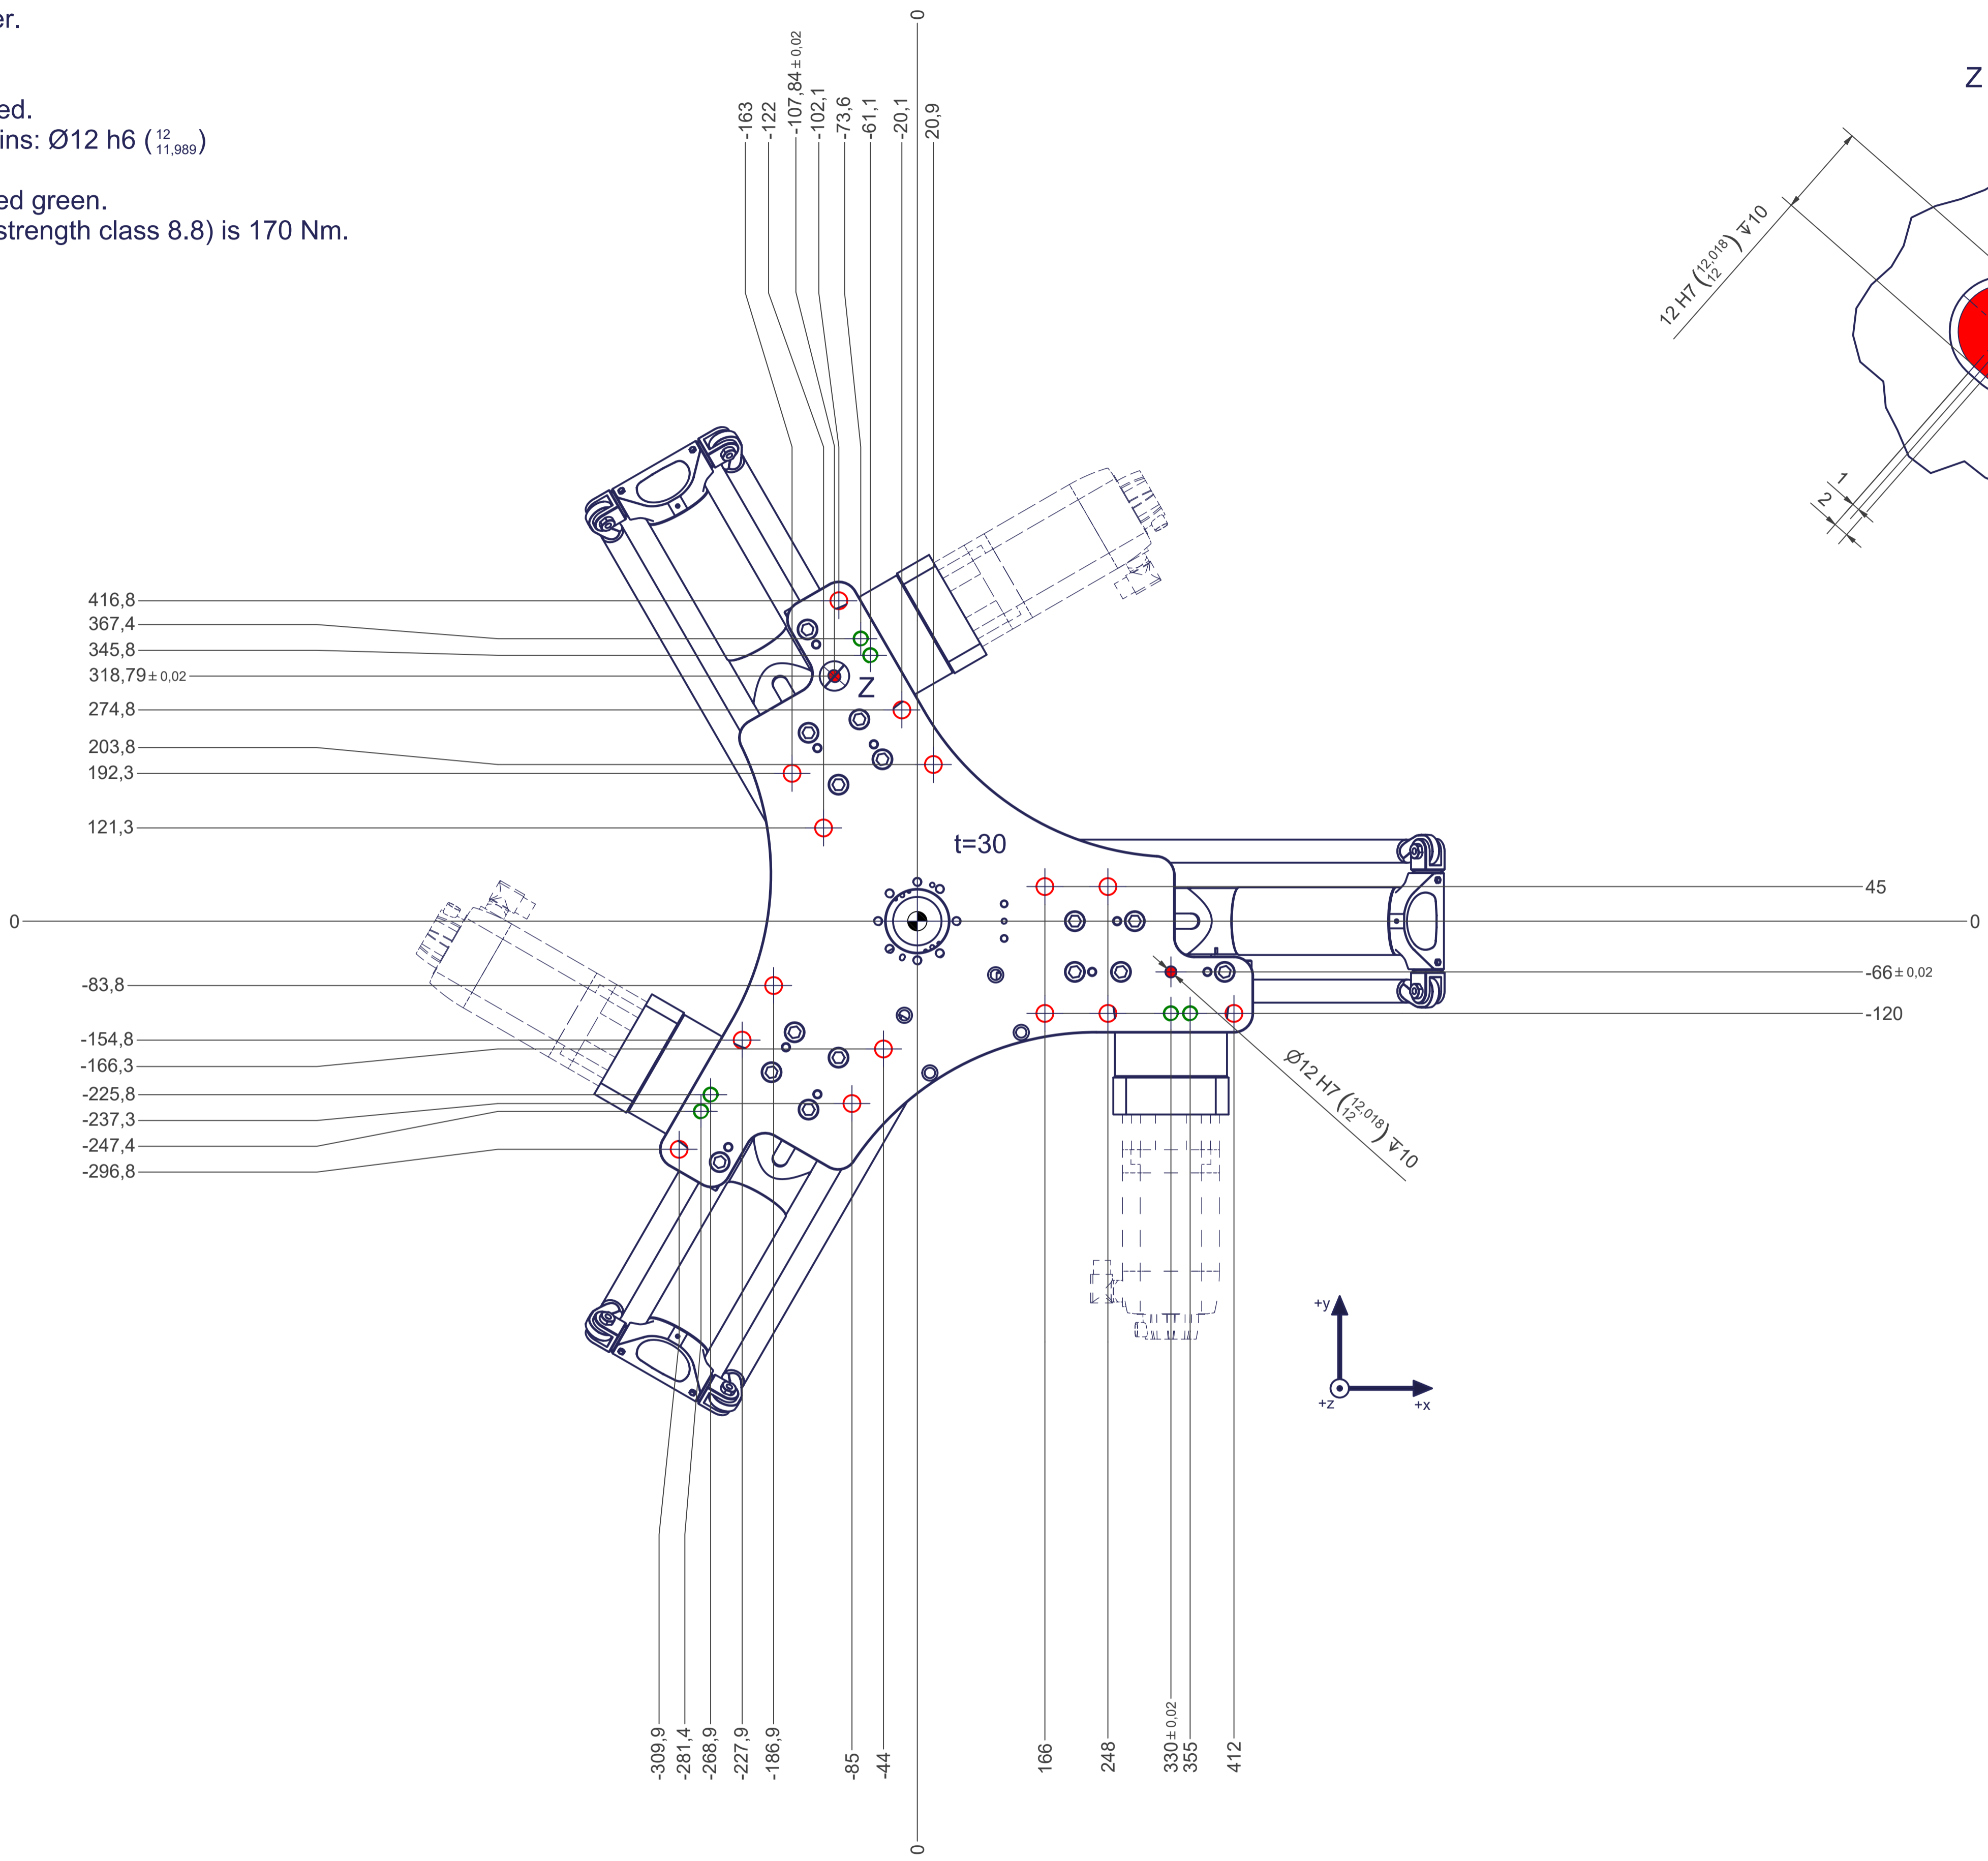 er.
ed.
ins: Ø12 h6 ( 12 11,989 )
ed green.
strength class 8.8) is 170 Nm.
0
-163
-122
-107,84 ± 0,02
-102,1
-73,6
-61,1
-20,1
20,9
Z
12 H7 ( 12,018 12 ) ↧10
1
2
416,8
367,4
345,8
318,79 ± 0,02
274,8
203,8
192,3
121,3
Z
t=30
45
0
0
-66 ± 0,02
-120
-83,8
-154,8
-166,3
-225,8
-237,3
-247,4
-296,8
Ø12 H7 ( 12,018 12 ) ↧10
+y
+z
+x
-309,9
-281,4
-268,9
-227,9
-186,9
-85
-44
166
248
330 ± 0,02
355
412
0